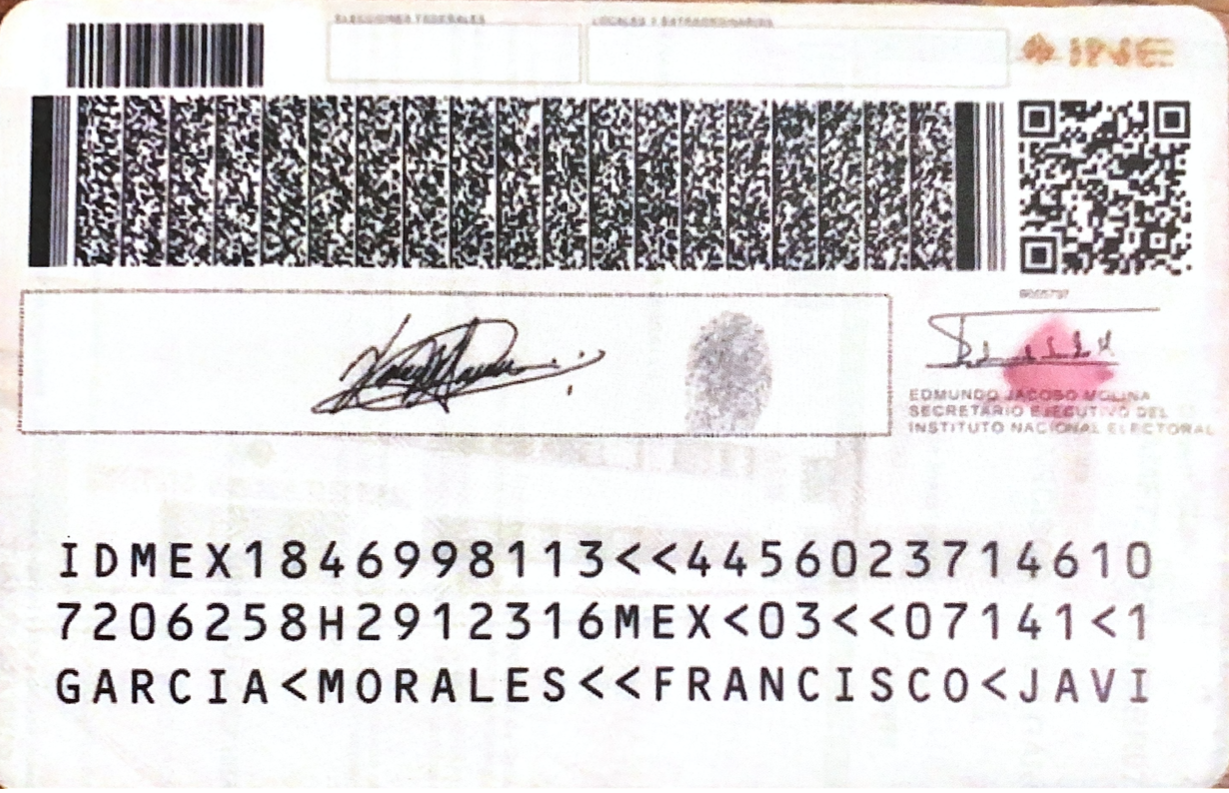 ELECCIONES FEDERALES
LOCALES Y EXTRAORDINARIAS
INE
EDMUNDO JACOBO MOLINA
SECRETARIO EJECUTIVO DEL
INSTITUTO NACIONAL ELECTORAL
IDMEX1846998113<<4456023714610
7206258H2912316MEX<03<<07141<1
GARCIA<MORALES<<FRANCISCO<JAVI